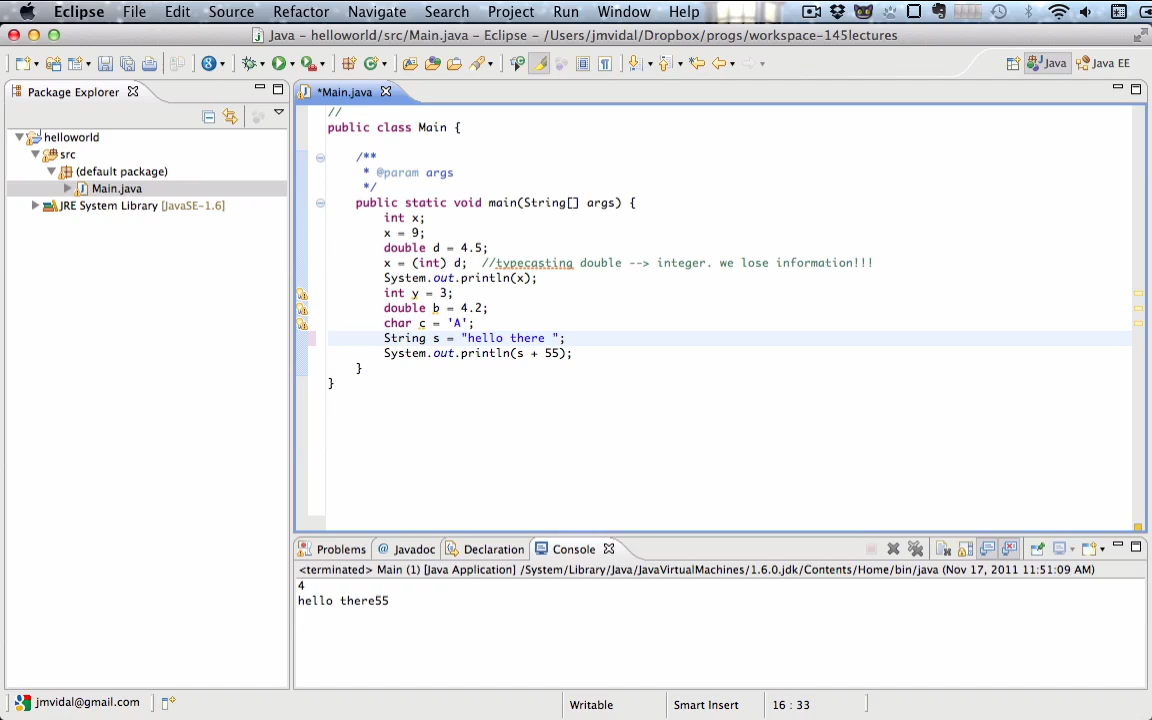 Eclipse File Edit Source Refactor Navigate Search Project Run Window Help
Java – helloworld/src/Main.java – Eclipse – /Users/jmvidal/Dropbox/progs/workspace-145lectures
Java Java EE
Package Explorer
helloworld
src
(default package)
Main.java
JRE System Library [JavaSE-1.6]
*Main.java
//
public class Main {
/**
* @param args
*/
public static void main(String[] args) {
int x;
x = 9;
double d = 4.5;
x = (int) d; //typecasting double --> integer. we lose information!!!
System.out.println(x);
int y = 3;
double b = 4.2;
char c = 'A';
String s = "hello there ";
System.out.println(s + 55);
}
}
Problems Javadoc Declaration Console
<terminated> Main (1) [Java Application] /System/Library/Java/JavaVirtualMachines/1.6.0.jdk/Contents/Home/bin/java (Nov 17, 2011 11:51:09 AM)
4
hello there55
jmvidal@gmail.com Writable Smart Insert 16 : 33